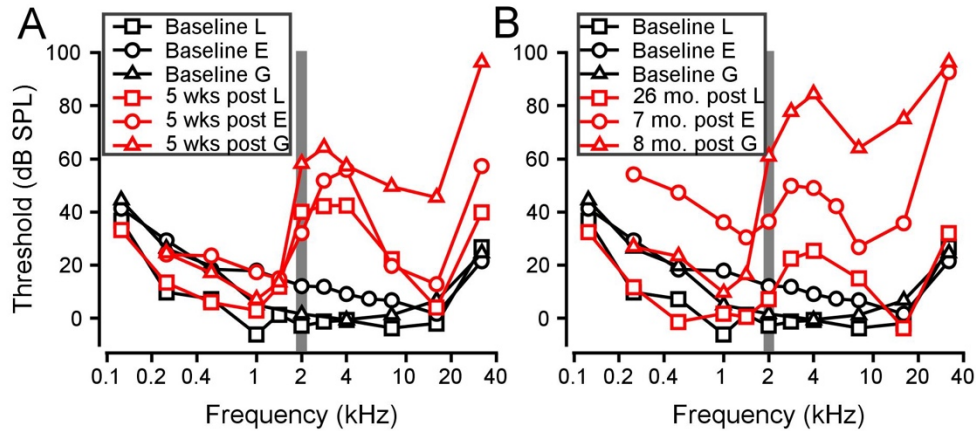 A
Baseline L
Baseline E
Baseline G
5 wks post L
5 wks post E
5 wks post G
100
80
60
40
20
0
Threshold (dB SPL)
0.1 0.2 0.4 1 2 4 10 20 40
Frequency (kHz)
B
Baseline L
Baseline E
Baseline G
26 mo. post L
7 mo. post E
8 mo. post G
100
80
60
40
20
0
0.1 0.2 0.4 1 2 4 10 20 40
Frequency (kHz)